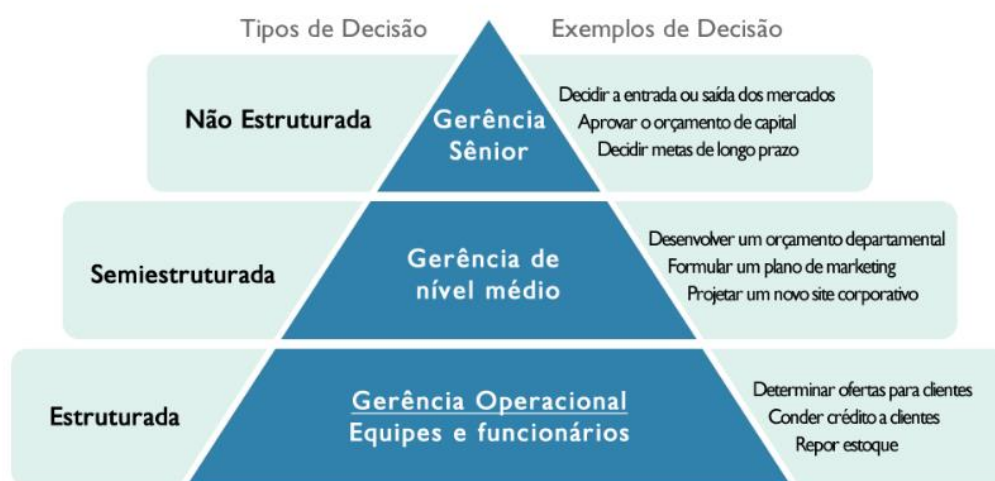 Tipos de Decisão
Exemplos de Decisão
Não Estruturada
Gerência
Sênior
Decidir a entrada ou saída dos mercados
Aprovar o orçamento de capital
Decidir metas de longo prazo
Semiestruturada
Gerência de
nível médio
Desenvolver um orçamento departamental
Formular um plano de marketing
Projetar um novo site corporativo
Estruturada
Gerência Operacional
Equipes e funcionários
Determinar ofertas para clientes
Conder crédito a clientes
Repor estoque